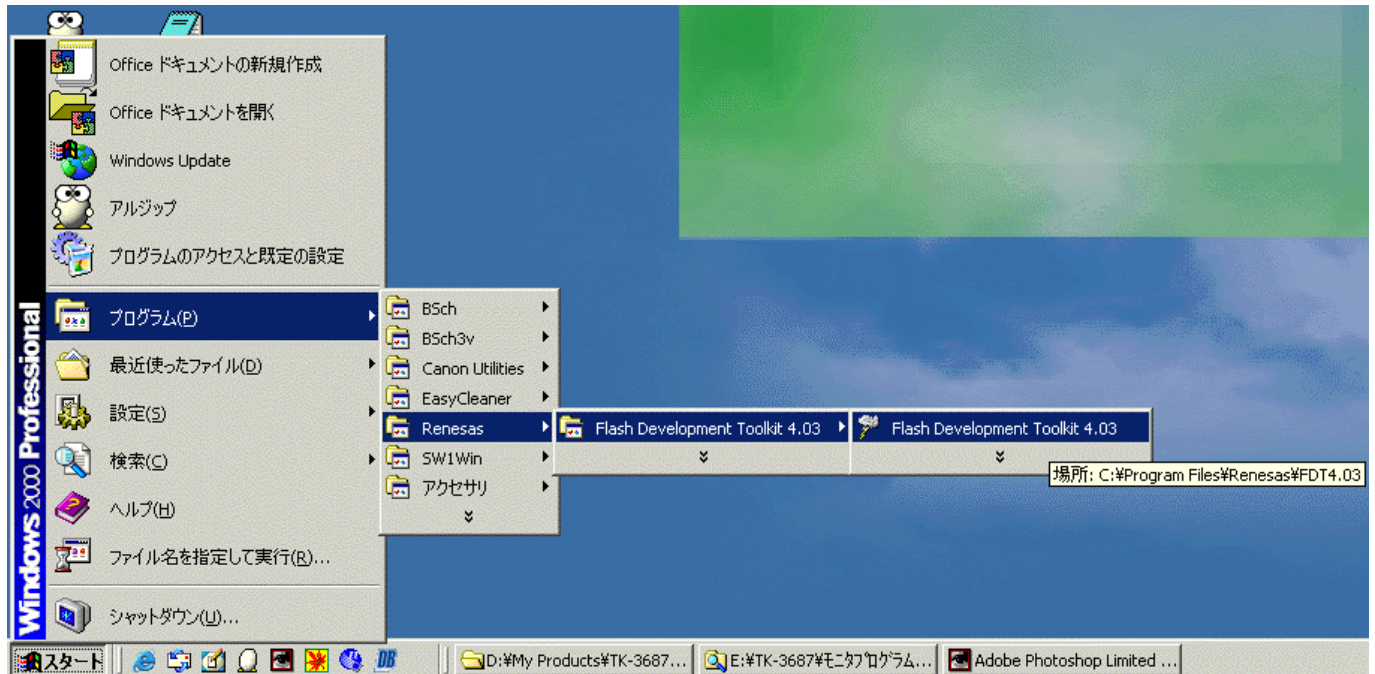 Office ドキュメントの新規作成
Office ドキュメントを開く
Windows Update
アルジップ
プログラムのアクセスと既定の設定
プログラム(P)
最近使ったファイル(D)
設定(S)
検索(C)
ヘルプ(H)
ファイル名を指定して実行(R)...
シャットダウン(U)...
Windows 2000 Professional
BSch
BSch3v
Canon Utilities
EasyCleaner
Renesas
SW1Win
アクセサリ
Flash Development Toolkit 4.03
Flash Development Toolkit 4.03
場所: C:¥Program Files¥Renesas¥FDT4.03
スタート
DB
D:¥My Products¥TK-3687...
E:¥TK-3687¥モニタプログラム...
Adobe Photoshop Limited ...